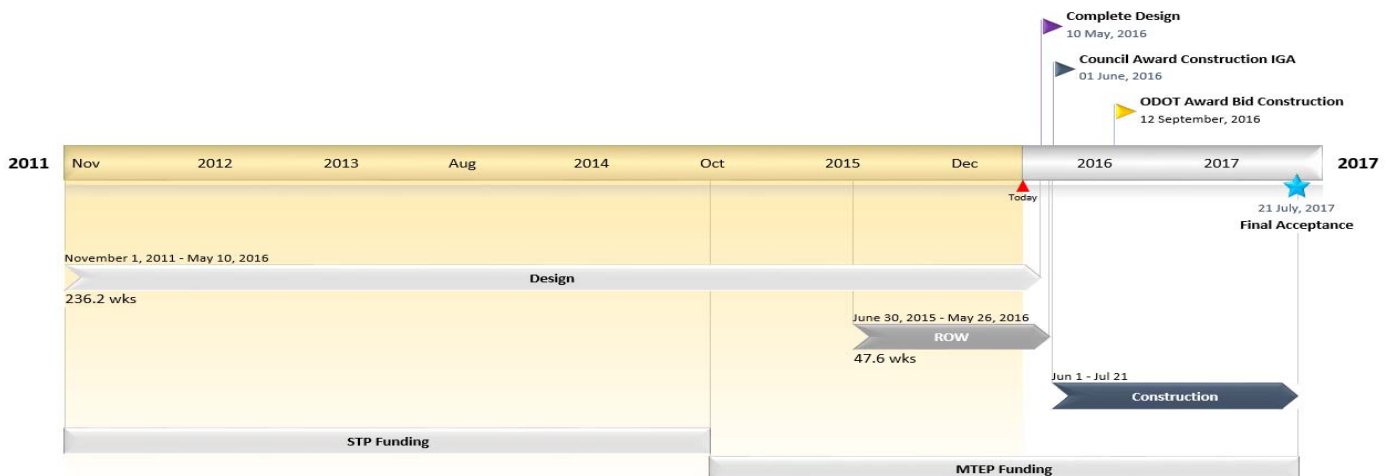 Complete Design
10 May, 2016
Council Award Construction IGA
01 June, 2016
ODOT Award Bid Construction
12 September, 2016
2011 Nov 2012 2013 Aug 2014 Oct 2015 Dec 2016 2017 2017
Today
21 July, 2017
Final Acceptance
November 1, 2011 - May 10, 2016
Design
236.2 wks
June 30, 2015 - May 26, 2016
ROW
47.6 wks
Jun 1 - Jul 21
Construction
STP Funding
MTEP Funding